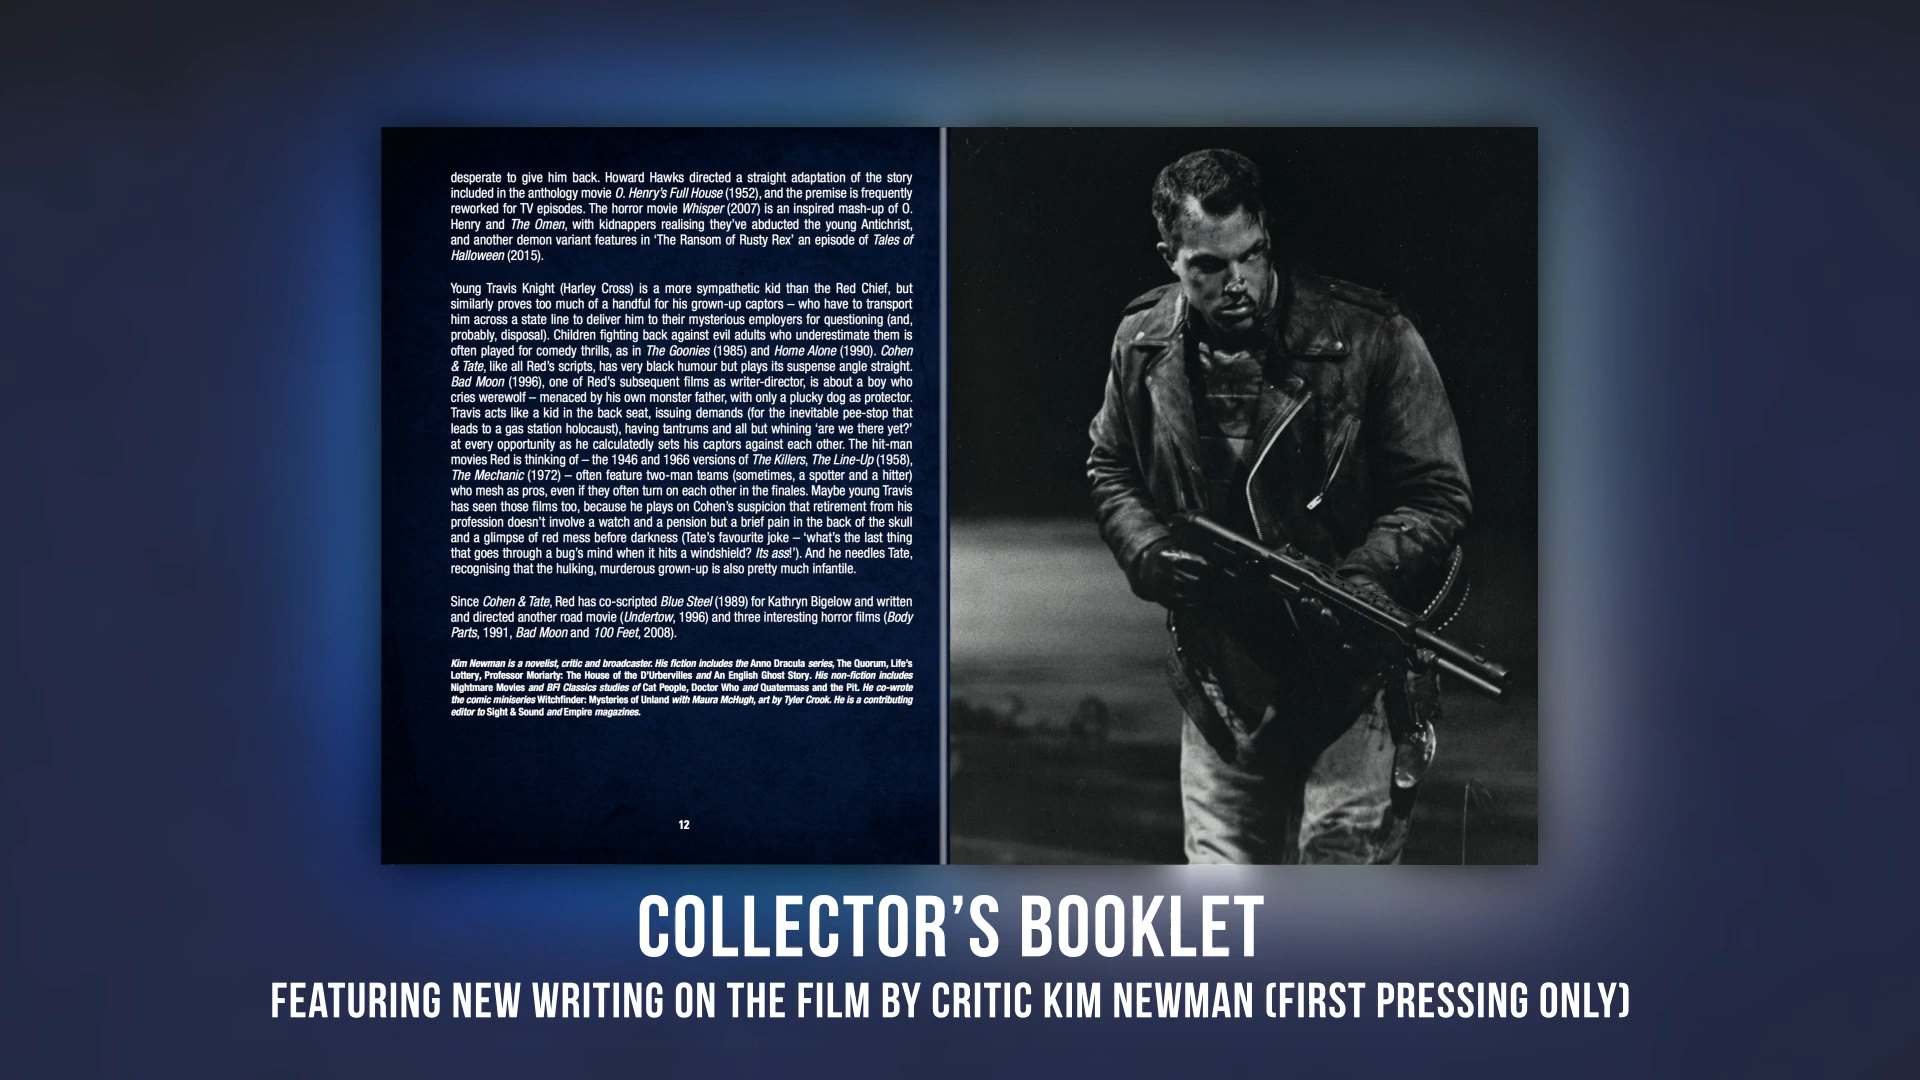 desperate to give him back. Howard Hawks directed a straight adaptation of the story
included in the anthology movie O. Henry's Full House (1952), and the premise is frequently
reworked for TV episodes. The horror movie Whisper (2007) is an inspired mash-up of O.
Henry and The Omen, with kidnappers realising they've abducted the young Antichrist,
and another demon variant features in ‘The Ransom of Rusty Rex’ an episode of Tales of
Halloween (2015).
Young Travis Knight (Harley Cross) is a more sympathetic kid than the Red Chief, but
similarly proves too much of a handful for his grown-up captors – who have to transport
him across a state line to deliver him to their mysterious employers for questioning (and,
probably, disposal). Children fighting back against evil adults who underestimate them is
often played for comedy thrills, as in The Goonies (1985) and Home Alone (1990). Cohen
& Tate, like all Red's scripts, has very black humour but plays its suspense angle straight.
Bad Moon (1996), one of Red's subsequent films as writer-director, is about a boy who
cries werewolf – menaced by his own monster father, with only a plucky dog as protector.
Travis acts like a kid in the back seat, issuing demands (for the inevitable pee-stop that
leads to a gas station holocaust), having tantrums and all but whining ‘are we there yet?’
at every opportunity as he calculatedly sets his captors against each other. The hit-man
movies Red is thinking of – the 1946 and 1966 versions of The Killers, The Line-Up (1958),
The Mechanic (1972) – often feature two-man teams (sometimes, a spotter and a hitter)
who mesh as pros, even if they often turn on each other in the finales. Maybe young Travis
has seen those films too, because he plays on Cohen's suspicion that retirement from his
profession doesn't involve a watch and a pension but a brief pain in the back of the skull
and a glimpse of red mess before darkness (Tate's favourite joke – ‘what's the last thing
that goes through a bug's mind when it hits a windshield? Its ass!’). And he needles Tate,
recognising that the hulking, murderous grown-up is also pretty much infantile.
Since Cohen & Tate, Red has co-scripted Blue Steel (1989) for Kathryn Bigelow and written
and directed another road movie (Undertow, 1996) and three interesting horror films (Body
Parts, 1991, Bad Moon and 100 Feet, 2008).
Kim Newman is a novelist, critic and broadcaster. His fiction includes the Anno Dracula series, The Quorum, Life's
Lottery, Professor Moriarty: The House of the D'Urbervilles and An English Ghost Story. His non-fiction includes
Nightmare Movies and BFI Classics studies of Cat People, Doctor Who and Quatermass and the Pit. He co-wrote
the comic miniseries Witchfinder: Mysteries of Unland with Maura McHugh, art by Tyler Crook. He is a contributing
editor to Sight & Sound and Empire magazines.
12
COLLECTOR'S BOOKLET
FEATURING NEW WRITING ON THE FILM BY CRITIC KIM NEWMAN (FIRST PRESSING ONLY)